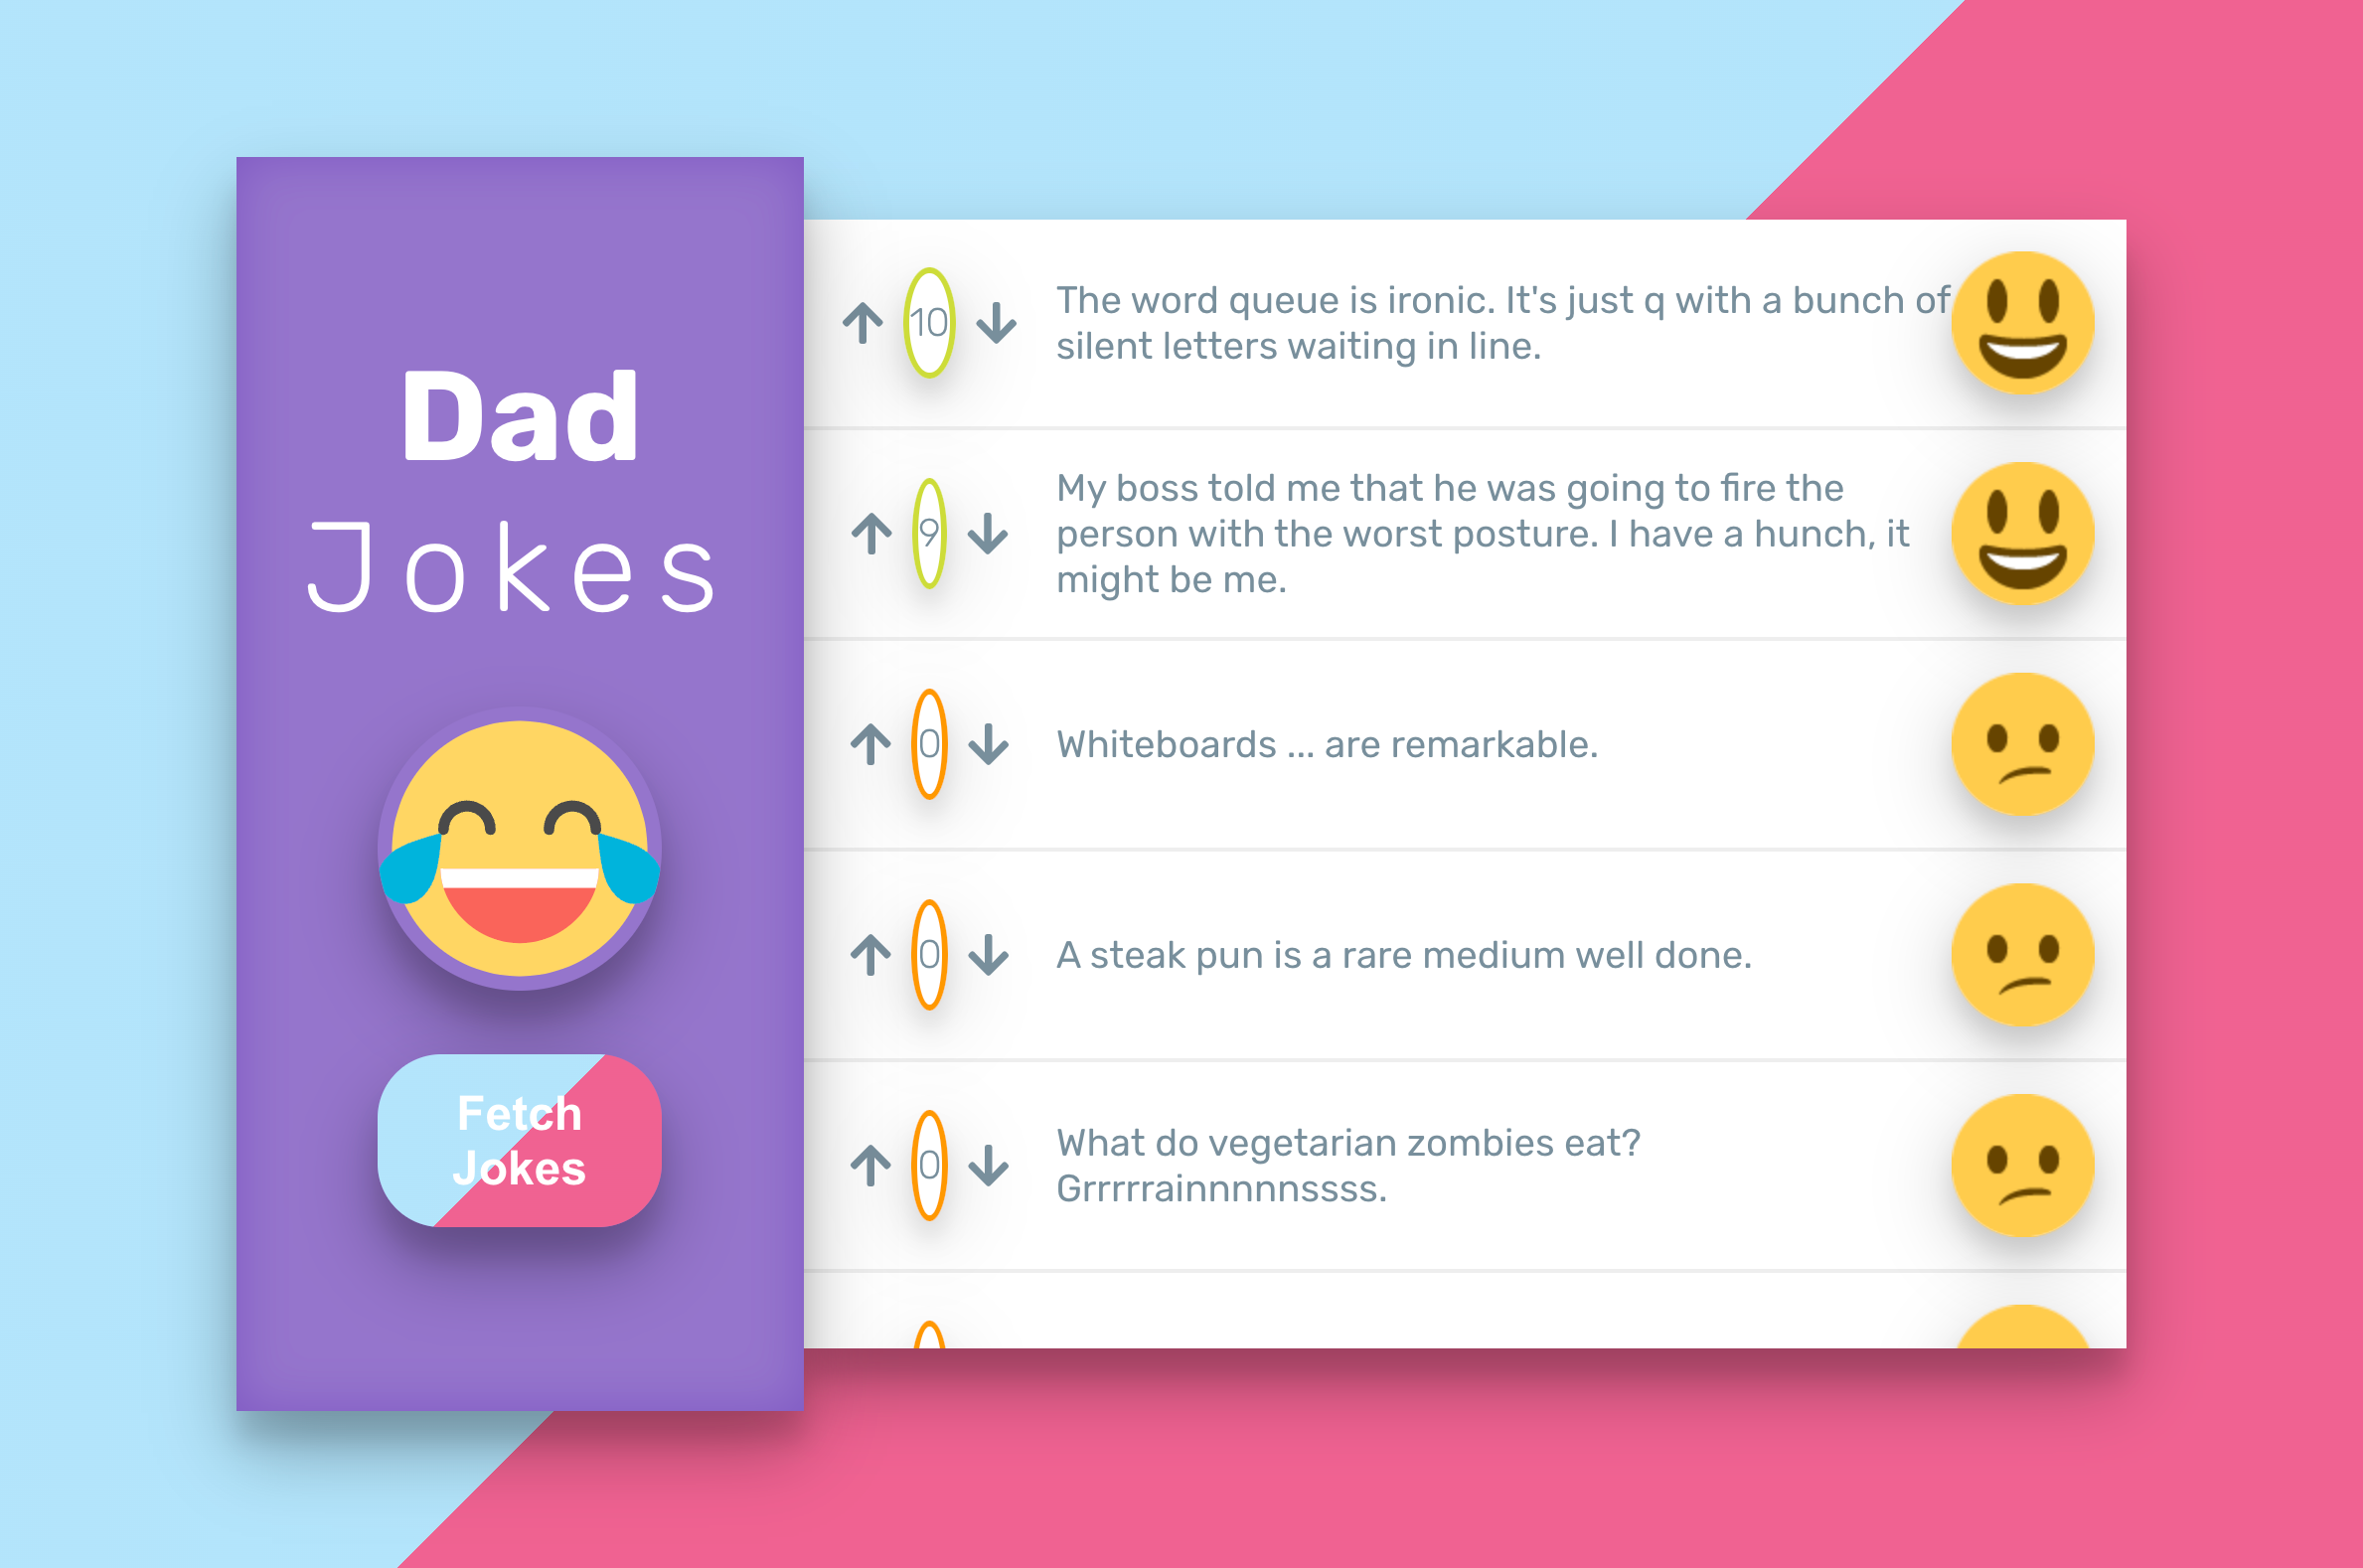 Dad
Jokes
Fetch
Jokes
10
The word queue is ironic. It's just q with a bunch of
silent letters waiting in line.
9
My boss told me that he was going to fire the
person with the worst posture. I have a hunch, it
might be me.
0
Whiteboards ... are remarkable.
0
A steak pun is a rare medium well done.
0
What do vegetarian zombies eat?
Grrrrrainnnnnssss.